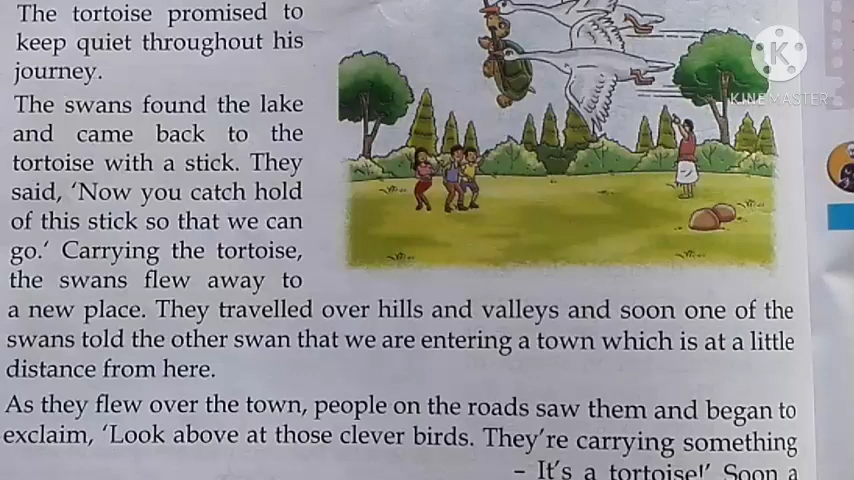 The tortoise promised to
keep quiet throughout his
journey.
The swans found the lake
and came back to the
tortoise with a stick. They
said, ‘Now you catch hold
of this stick so that we can
go.‘ Carrying the tortoise,
the swans flew away to
a new place. They travelled over hills and valleys and soon one of the
swans told the other swan that we are entering a town which is at a little
distance from here.
As they flew over the town, people on the roads saw them and began to
exclaim, ‘Look above at those clever birds. They’re carrying something
– It’s a tortoise!’ Soon a
K
KINEMASTER